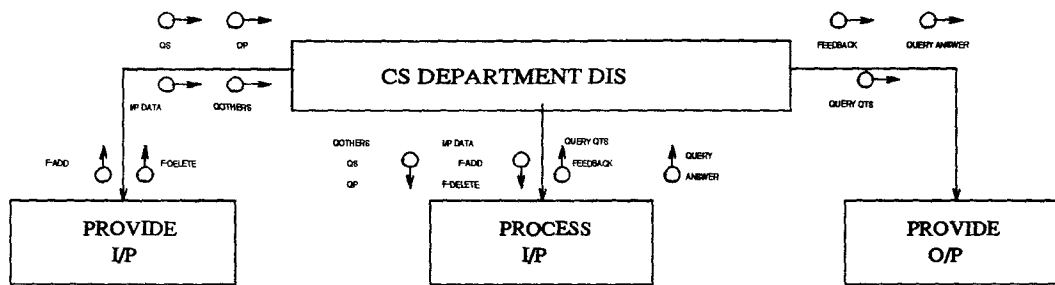 QS QP
FEEDBACK QUERY ANSWER
CS DEPARTMENT DIS
I/P DATA QOTHERS
QUERY QTS
QOTHERS I/P DATA QUERY QTS
F-ADD F-DELETE QS F-ADD FEEDBACK QUERY
QP F-DELETE ANSWER
PROVIDE
I/P
PROCESS
I/P
PROVIDE
O/P